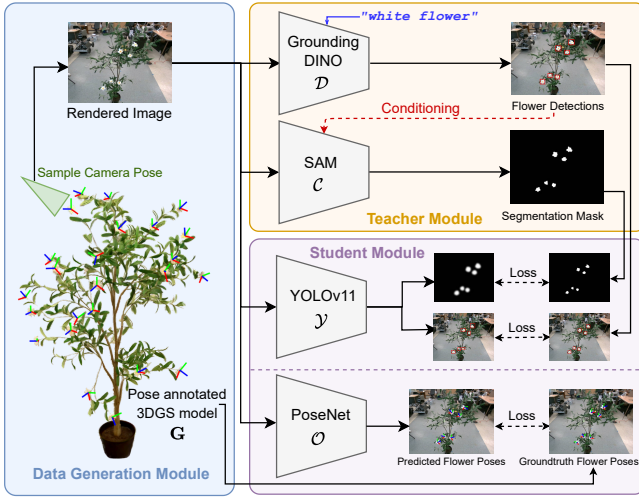 Rendered Image
Sample Camera Pose
Pose annotated
3DGS model
G
Data Generation Module
"white flower"
Grounding
DINO
𝒟
Flower Detections
Conditioning
SAM
𝒞
Segmentation Mask
Teacher Module
Student Module
YOLOv11
𝒴
Loss
Loss
PoseNet
𝒪
Loss
Predicted Flower Poses
Groundtruth Flower Poses